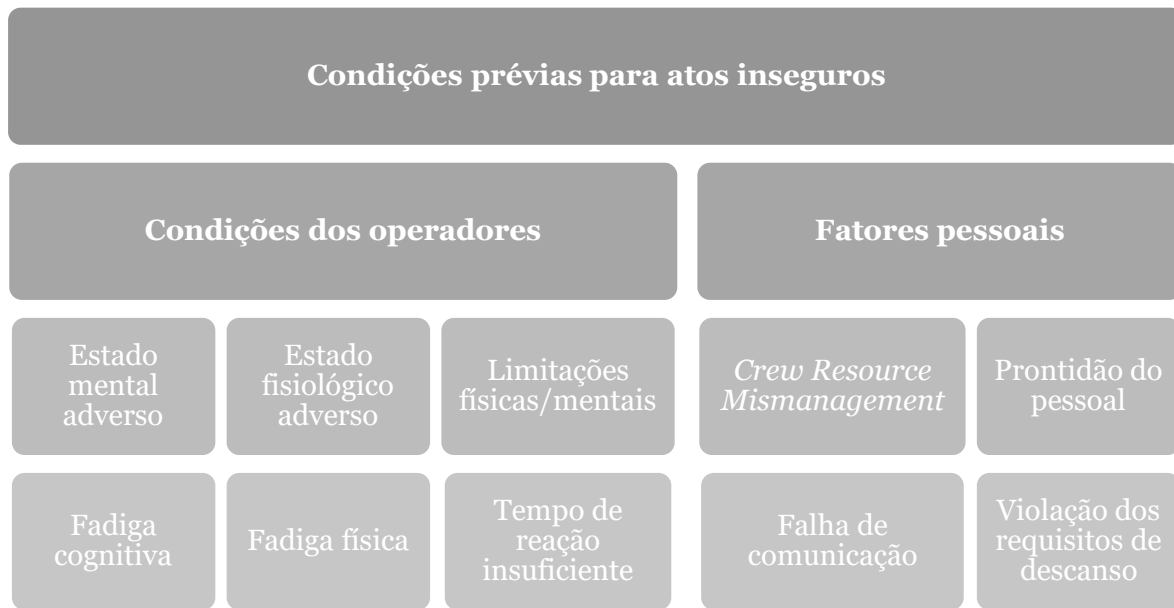 Condições prévias para atos inseguros
Condições dos operadores
Fatores pessoais
Estado
mental
adverso
Estado
fisiológico
adverso
Limitações
físicas/mentais
Crew Resource
Mismanagement
Prontidão do
pessoal
Fadiga
cognitiva
Fadiga física
Tempo de
reação
insuficiente
Falha de
comunicação
Violação dos
requisitos de
descanso